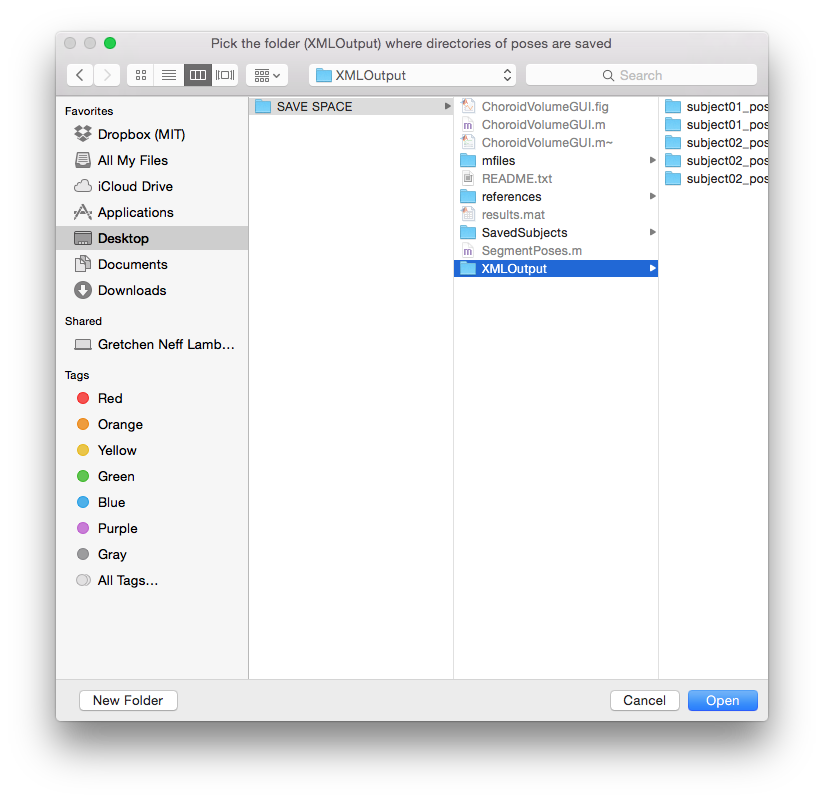 Pick the folder (XMLOutput) where directories of poses are saved
XMLOutput
Search
Favorites
Dropbox (MIT)
All My Files
iCloud Drive
Applications
Desktop
Documents
Downloads
Shared
Gretchen Neff Lamb...
Tags
Red
Orange
Yellow
Green
Blue
Purple
Gray
All Tags...
SAVE SPACE
ChoroidVolumeGUI.fig
ChoroidVolumeGUI.m
ChoroidVolumeGUI.m~
mfiles
README.txt
references
results.mat
SavedSubjects
SegmentPoses.m
XMLOutput
subject01_pos
subject01_pos
subject02_pos
subject02_pos
subject02_pos
New Folder
Cancel
Open